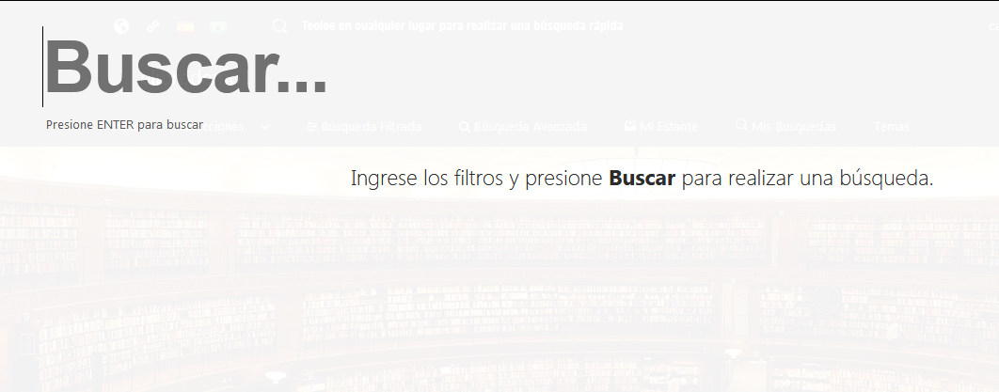 Teclee en cualquier lugar para realizar una búsqueda rápida
Buscar...
Presione ENTER para buscar
Búsqueda Filtrada
Búsqueda Avanzada
Mi Estante
Mis Busquedas
Temas
Ingrese los filtros y presione Buscar para realizar una búsqueda.